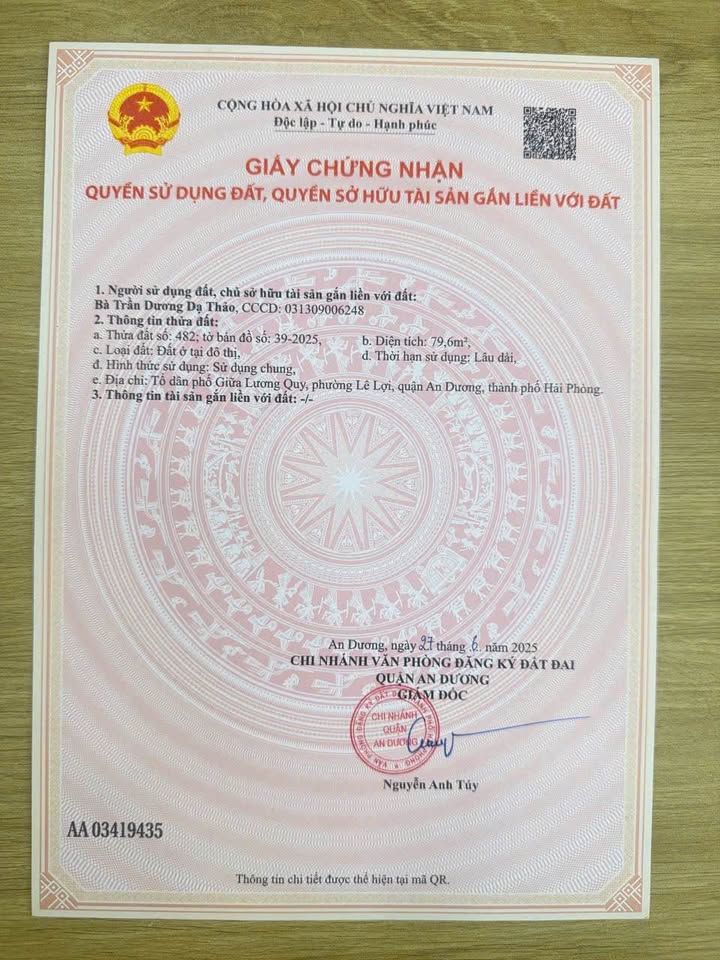 CỘNG HÒA XÃ HỘI CHỦ NGHĨA VIỆT NAM
Độc lập - Tự do - Hạnh phúc
GIẤY CHỨNG NHẬN
QUYỀN SỬ DỤNG ĐẤT, QUYỀN SỞ HỮU TÀI SẢN GẮN LIỀN VỚI ĐẤT
1. Người sử dụng đất, chủ sở hữu tài sản gắn liền với đất:
Bà Trần Dương Dạ Thảo, CCCD: 031309006248
2. Thông tin thửa đất:
a. Thửa đất số: 482; tờ bản đồ số: 39-2025, b. Diện tích: 79,6m²,
c. Loại đất: Đất ở tại đô thị, d. Thời hạn sử dụng: Lâu dài,
đ. Hình thức sử dụng: Sử dụng chung,
e. Địa chỉ: Tổ dân phố Giữa Lương Quy, phường Lê Lợi, quận An Dương, thành phố Hải Phòng.
3. Thông tin tài sản gắn liền với đất: -/-
An Dương, ngày 27 tháng 6 năm 2025
CHI NHÁNH VĂN PHÒNG ĐĂNG KÝ ĐẤT ĐAI
QUẬN AN DƯƠNG
GIÁM ĐỐC
CHI NHÁNH
QUẬN
AN DƯƠNG
Nguyễn Anh Túy
AA 03419435
Thông tin chi tiết được thể hiện tại mã QR.